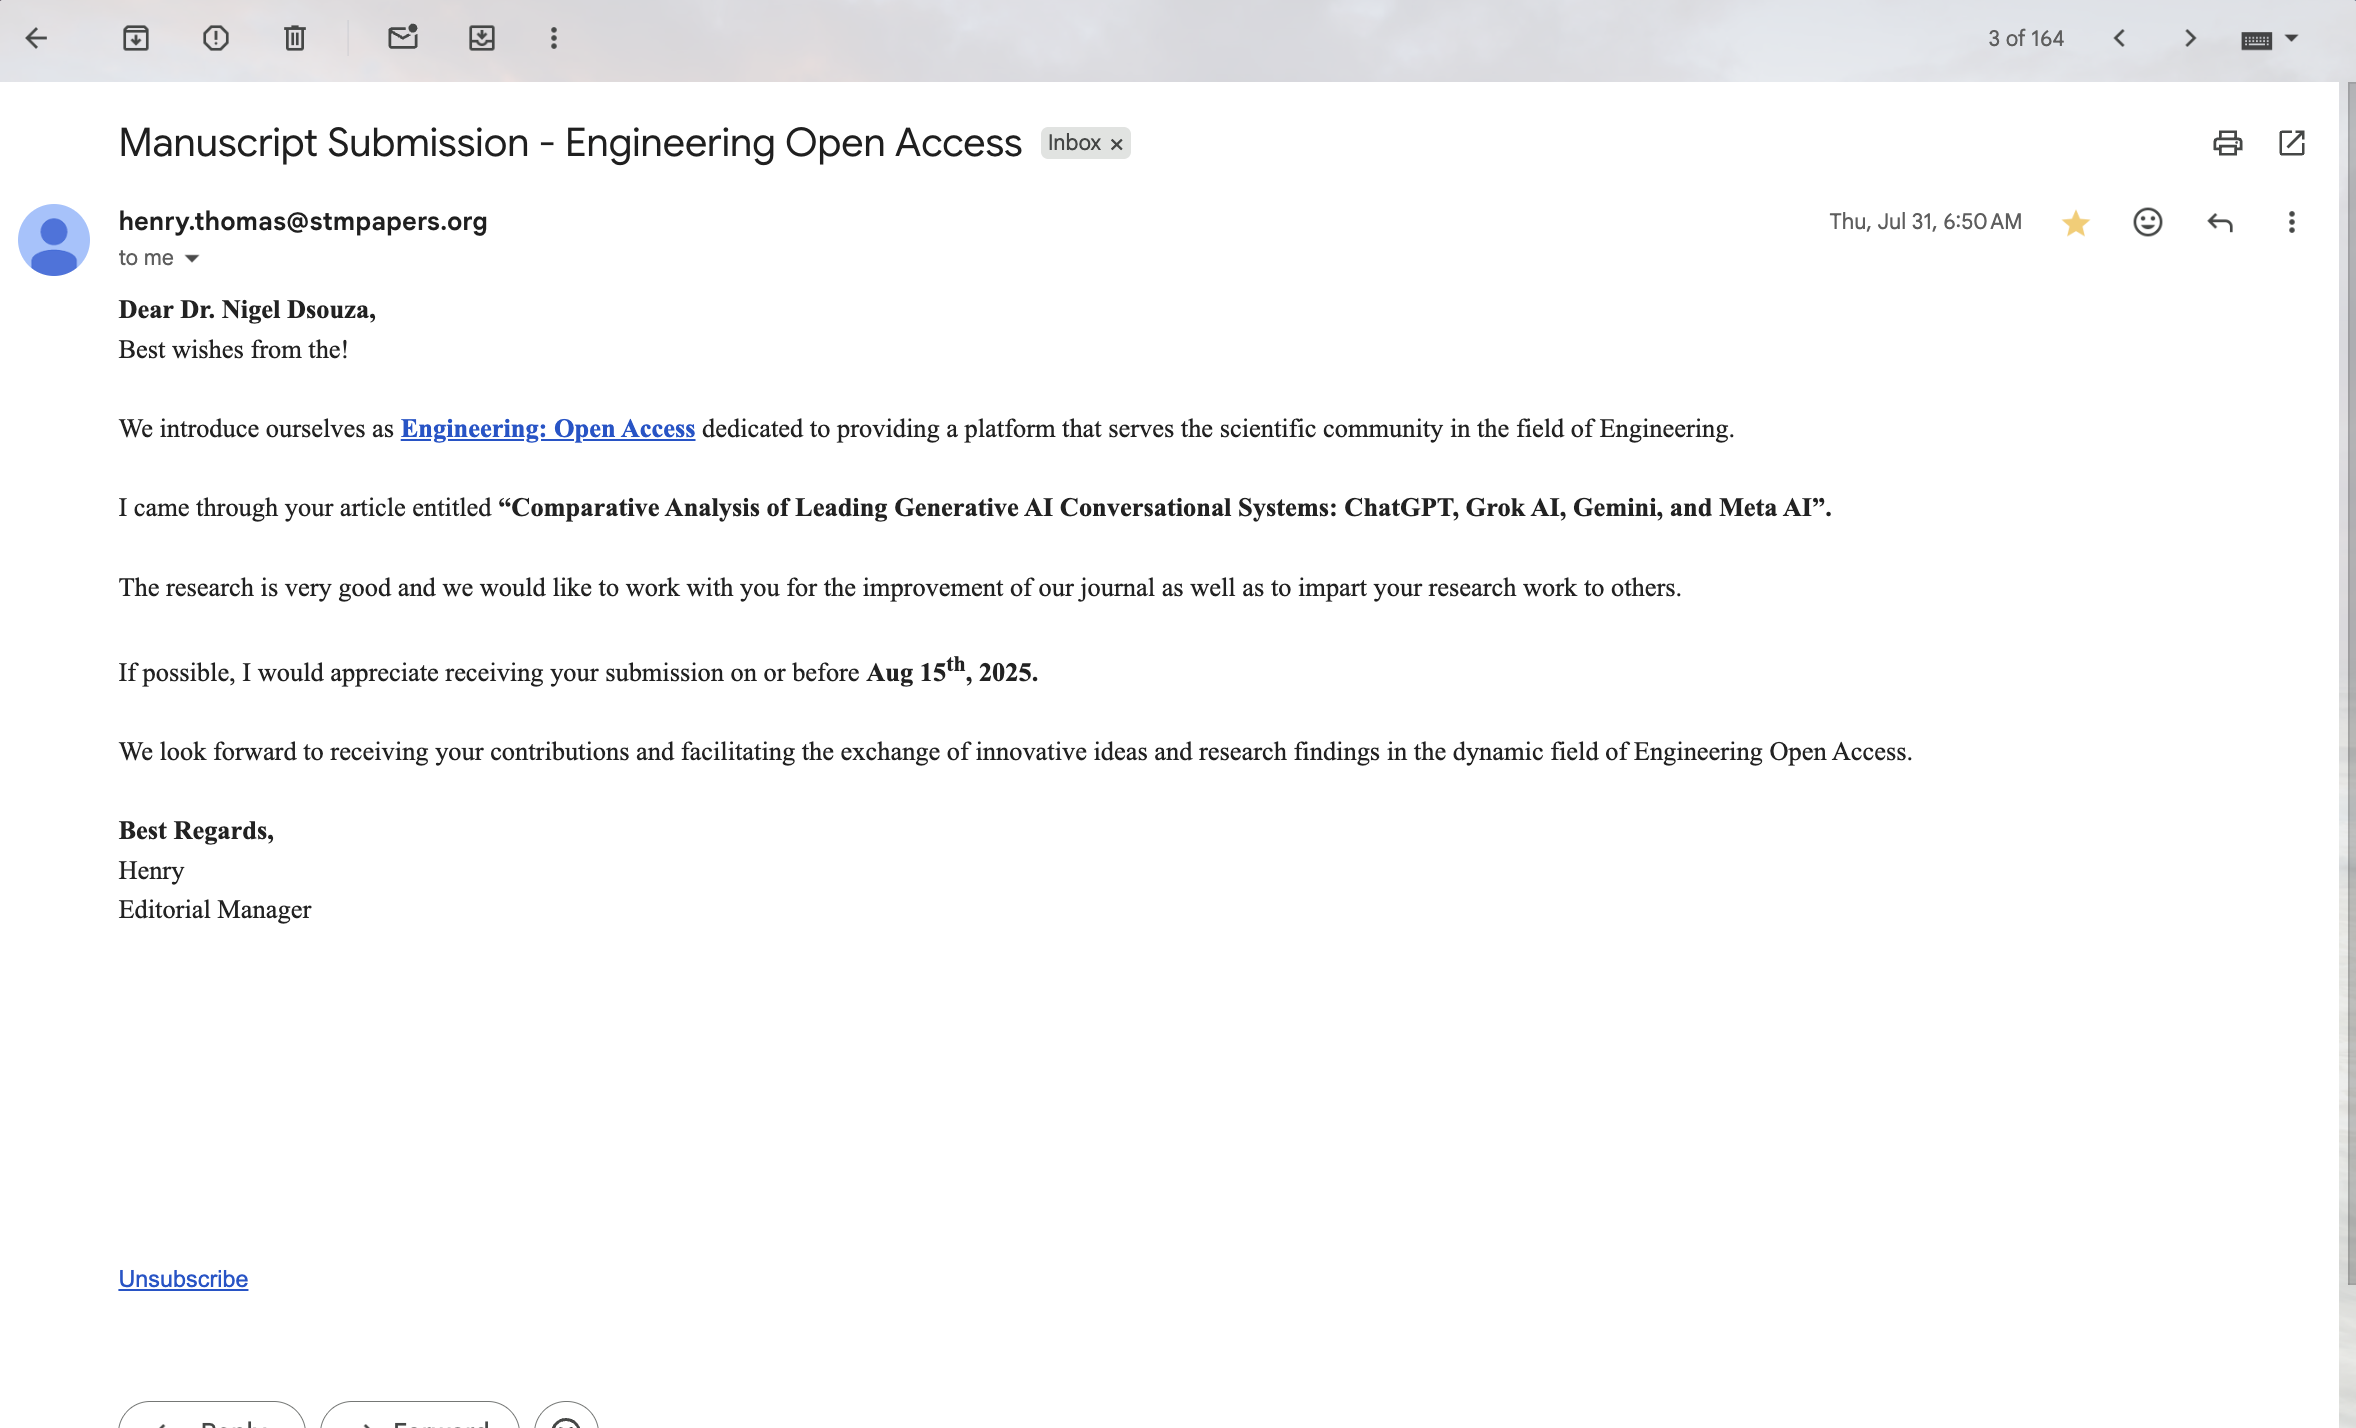 3 of 164
Manuscript Submission - Engineering Open Access Inbox ×
henry.thomas@stmpapers.org Thu, Jul 31, 6:50 AM
to me
Dear Dr. Nigel Dsouza,
Best wishes from the!
We introduce ourselves as Engineering: Open Access dedicated to providing a platform that serves the scientific community in the field of Engineering.
I came through your article entitled “Comparative Analysis of Leading Generative AI Conversational Systems: ChatGPT, Grok AI, Gemini, and Meta AI”.
The research is very good and we would like to work with you for the improvement of our journal as well as to impart your research work to others.
If possible, I would appreciate receiving your submission on or before Aug 15th, 2025.
We look forward to receiving your contributions and facilitating the exchange of innovative ideas and research findings in the dynamic field of Engineering Open Access.
Best Regards,
Henry
Editorial Manager
Unsubscribe
Reply Forward